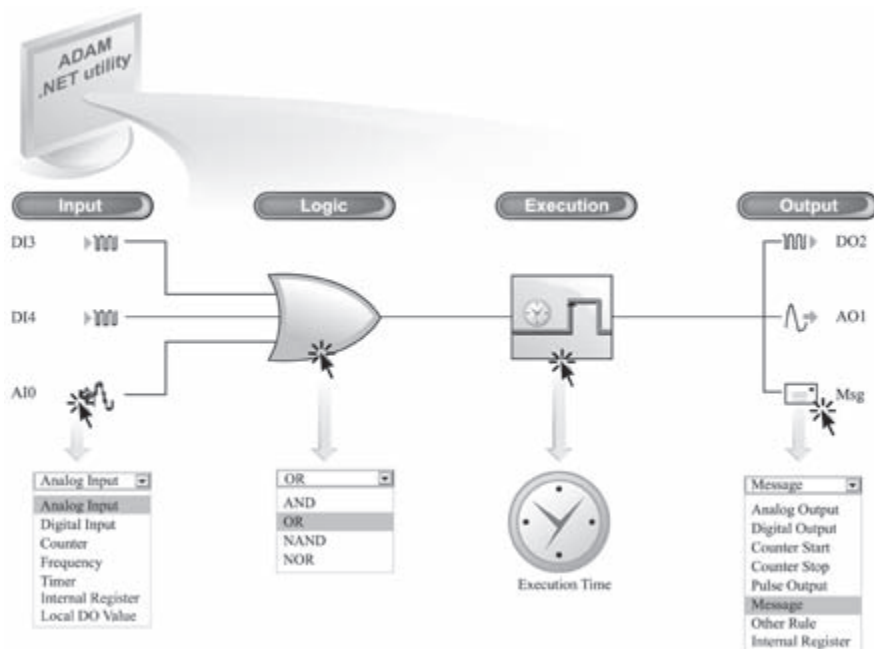 ADAM
.NET utility
Input
Logic
Execution
Output
DI3
DO2
DI4
AO1
AI0
Msg
Analog Input
Analog Input
Digital Input
Counter
Frequency
Timer
Internal Register
Local DO Value
OR
AND
OR
NAND
NOR
Execution Time
Message
Analog Output
Digital Output
Counter Start
Counter Stop
Pulse Output
Message
Other Rule
Internal Register